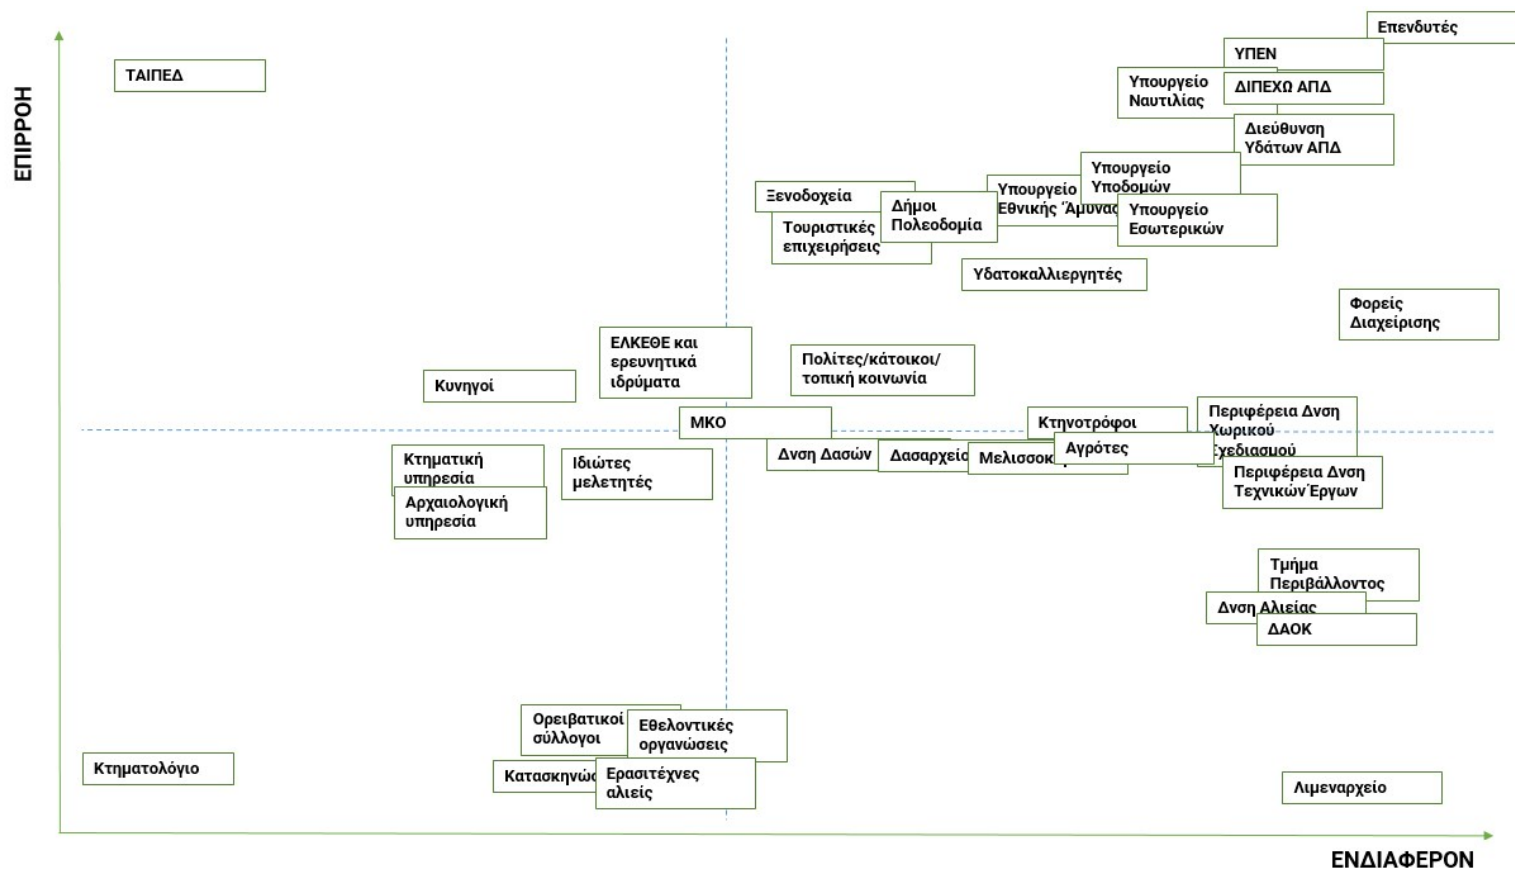 Επενδυτές
ΥΠΕΝ
ΤΑΙΠΕΔ
Υπουργείο
Ναυτιλίας
ΔΙΠΕΧΩ ΑΠΔ
ΕΠΙΡΡΟΗ
Διεύθυνση
Υδάτων ΑΠΔ
Υπουργείο
Υποδομών
Ξενοδοχεία
Υπουργείο
Εθνικής Άμυνας
Δήμοι
Πολεοδομία
Υπουργείο
Εσωτερικών
Τουριστικές
επιχειρήσεις
Υδατοκαλλιεργητές
Φορείς
Διαχείρισης
ΕΛΚΕΘΕ και
ερευνητικά
ιδρύματα
Πολίτες/κάτοικοι/
τοπική κοινωνία
Κυνηγοί
ΜΚΟ
Κτηνοτρόφοι
Περιφέρεια Δνση
Χωρικού
Σχεδιασμού
Δνση Δασών
Δασαρχείο
Αγρότες
Κτηματική
υπηρεσία
Ιδιώτες
μελετητές
Περιφέρεια Δνση
Τεχνικών Έργων
Αρχαιολογική
υπηρεσία
Τμήμα
Περιβάλλοντος
Δνση Αλιείας
ΔΑΟΚ
Ορειβατικοί
σύλλογοι
Εθελοντικές
οργανώσεις
Κτηματολόγιο
Ερασιτέχνες
αλιείς
Λιμεναρχείο
ΕΝΔΙΑΦΕΡΟΝ